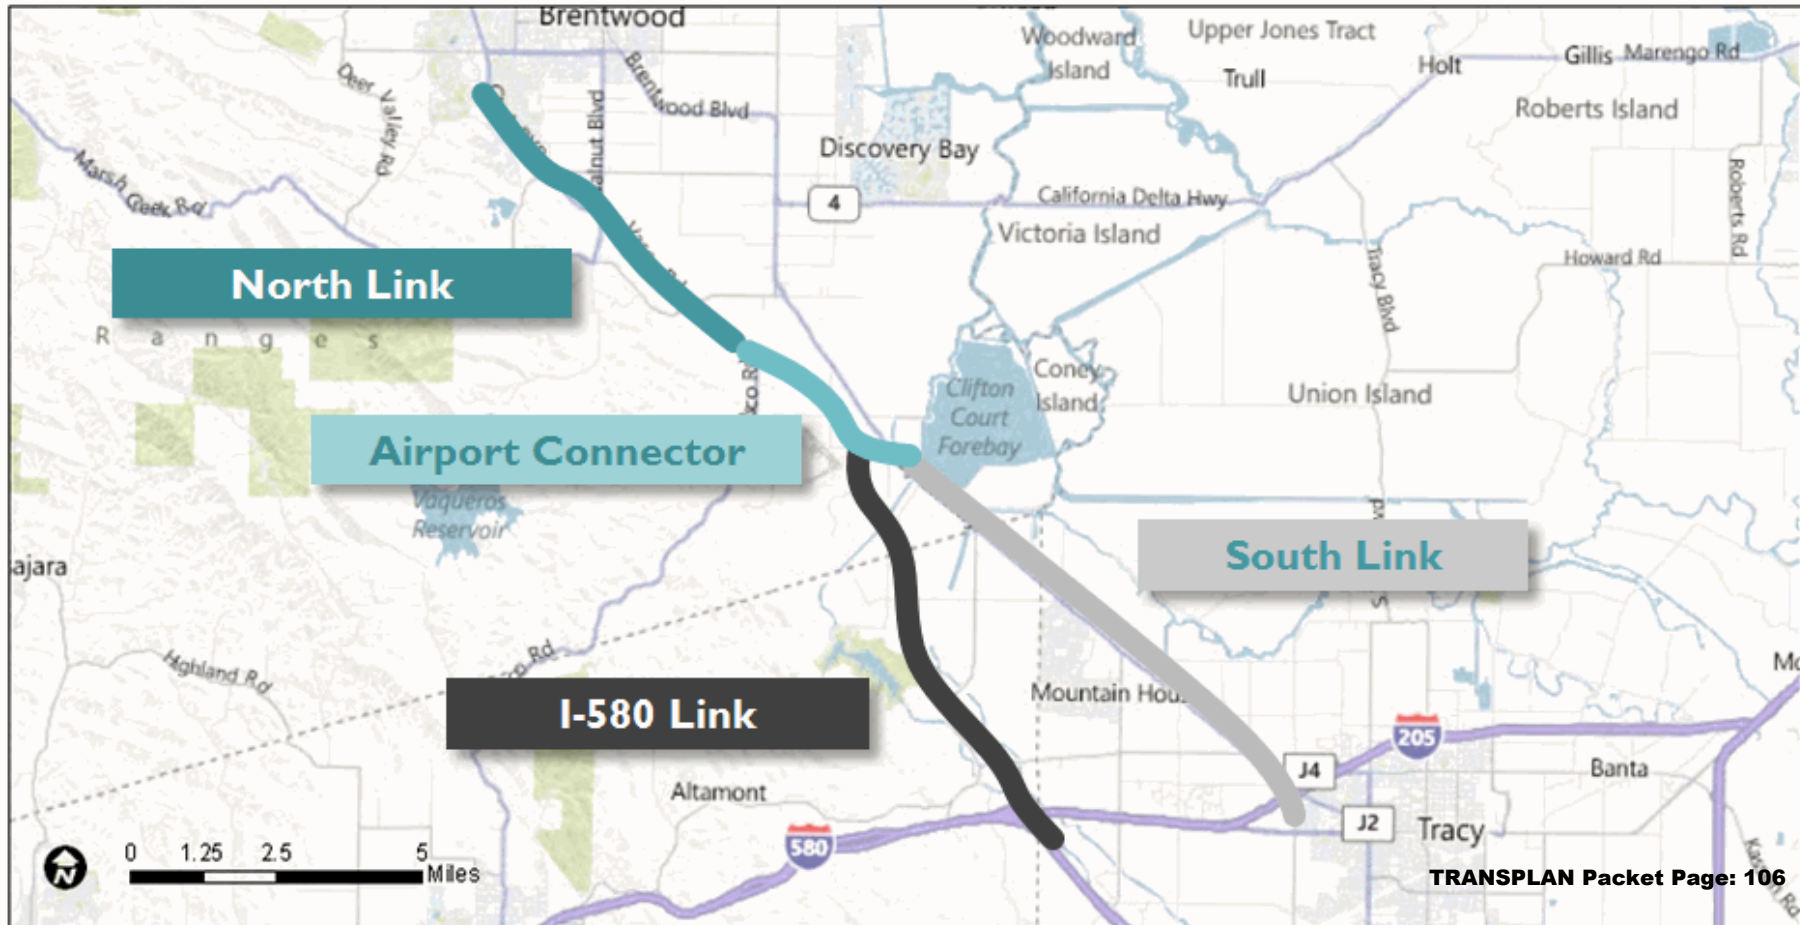 Brentwood
Woodward
Island
Upper Jones Tract
Gillis
Marengo Rd
Holt
Trull
Deer Valley Rd
Brentwood Blvd
Roberts Island
Discovery Bay
Marsh Creek Rd
4
California Delta Hwy
Roberts Rd
Victoria Island
Howard Rd
Tracy Blvd
North Link
Ranges
Coney
Island
Clifton
Court
Forebay
Union Island
Airport Connector
Vaqueros
Reservoir
South Link
ajara
Highland Rd
Rd
I-580 Link
Mountain Hou
205
J4
Banta
Altamont
J2
Tracy
580
N
0 1.25 2.5 5
Miles
TRANSPLAN Packet Page: 106